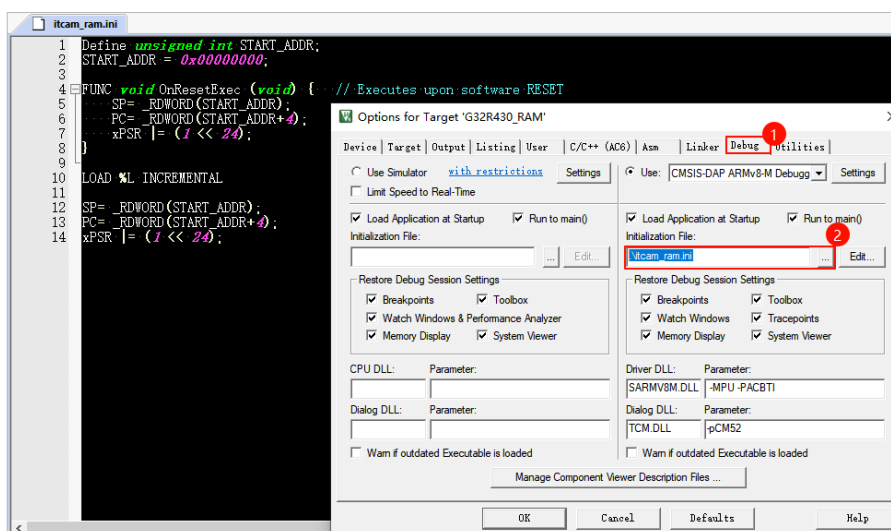 itcam_ram.ini
1 Define unsigned int START_ADDR;
2 START_ADDR = 0x00000000;
3
4 FUNC void OnResetExec (void) { // Executes upon software RESET
5 SP= _RDWORD(START_ADDR);
6 PC= _RDWORD(START_ADDR+4);
7 xPSR |= (1 << 24);
8 }
9
10 LOAD %L INCREMENTAL
11
12 SP= _RDWORD(START_ADDR);
13 PC= _RDWORD(START_ADDR+4);
14 xPSR |= (1 << 24);
Options for Target 'G32R430_RAM'
1
Device | Target | Output | Listing | User | C/C++ (AC6) | Asm | Linker Debug Utilities |
Use Simulator with restrictions Settings
Limit Speed to Real-Time
Use: CMSIS-DAP ARMv8-M Debugg Settings
Load Application at Startup Run to main()
Initialization File:
... Edit...
Load Application at Startup Run to main()
2
Initialization File:
.\itcam_ram.ini ... Edit...
Restore Debug Session Settings
Breakpoints Toolbox
Watch Windows & Performance Analyzer
Memory Display System Viewer
Restore Debug Session Settings
Breakpoints Toolbox
Watch Windows Tracepoints
Memory Display System Viewer
CPU DLL: Parameter:
Driver DLL: Parameter:
SARMV8M.DLL -MPU -PACBTI
Dialog DLL: Parameter:
Dialog DLL: Parameter:
TCM.DLL -pCM52
Warn if outdated Executable is loaded
Warn if outdated Executable is loaded
Manage Component Viewer Description Files ...
OK Cancel Defaults Help